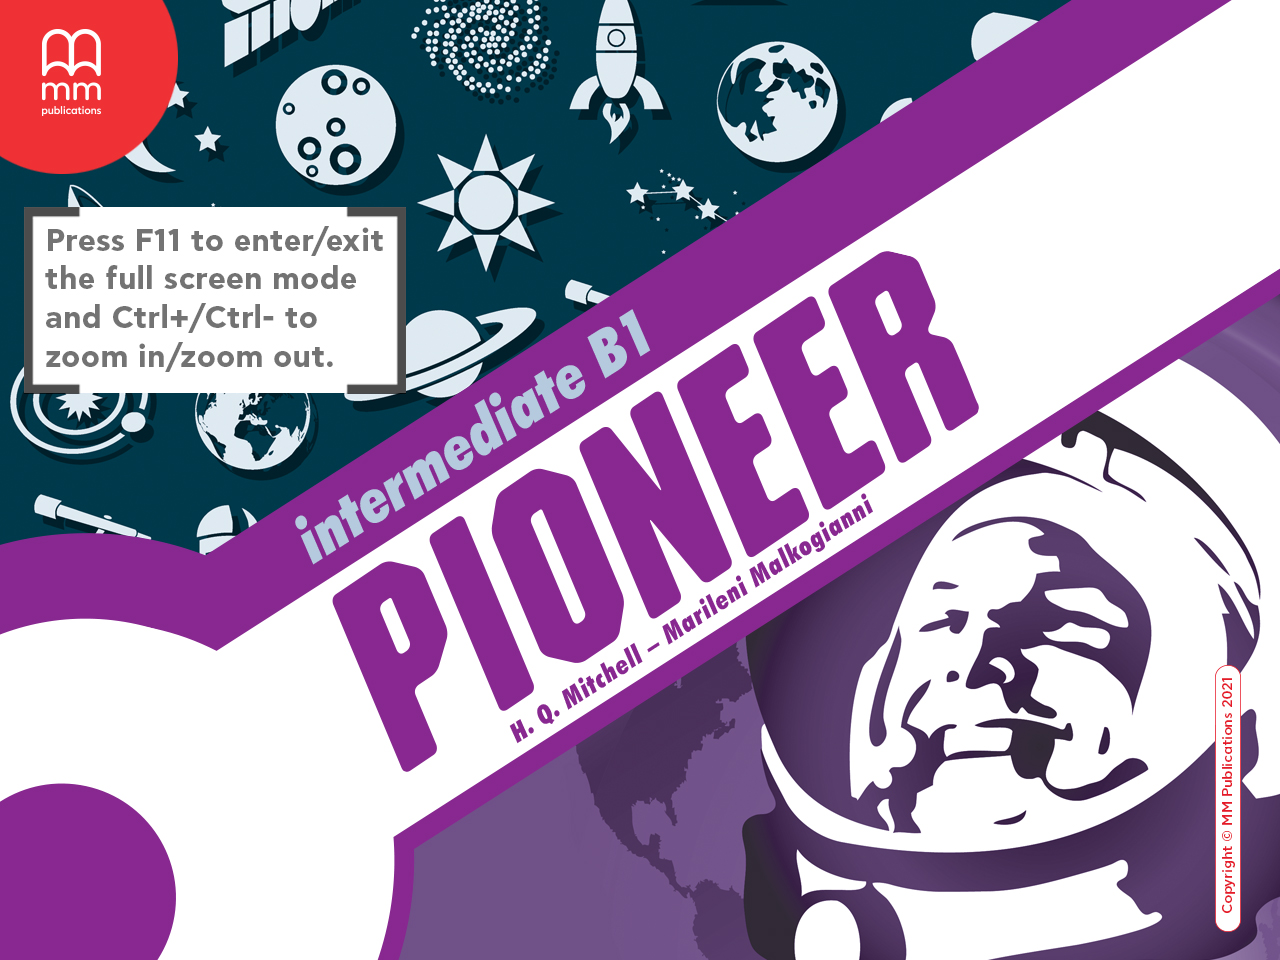 mm
publications
Press F11 to enter/exit
the full screen mode
and Ctrl+/Ctrl- to
zoom in/zoom out.
intermediate B1
PIONEER
H. Q. Mitchell – Marileni Malkogianni
Copyright © MM Publications 2021